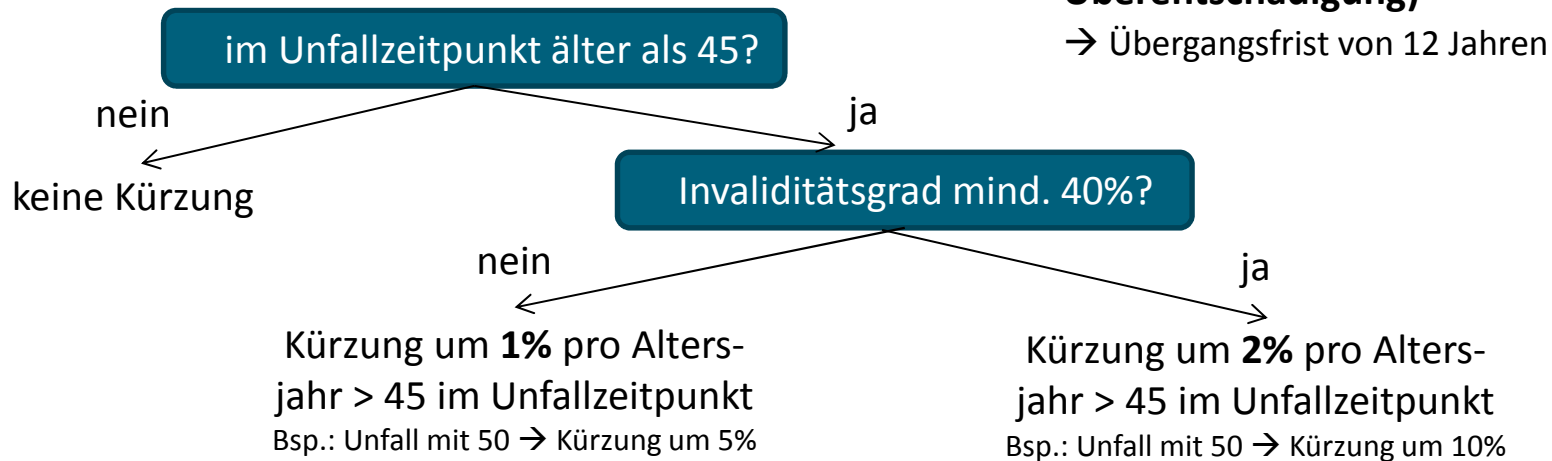 im Unfallzeitpunkt älter als 45?
→ Übergangsfrist von 12 Jahren
nein
ja
keine Kürzung
Invaliditätsgrad mind. 40%?
nein
ja
Kürzung um 1% pro Alters-
jahr > 45 im Unfallzeitpunkt
Bsp.: Unfall mit 50 → Kürzung um 5%
Kürzung um 2% pro Alters-
jahr > 45 im Unfallzeitpunkt
Bsp.: Unfall mit 50 → Kürzung um 10%